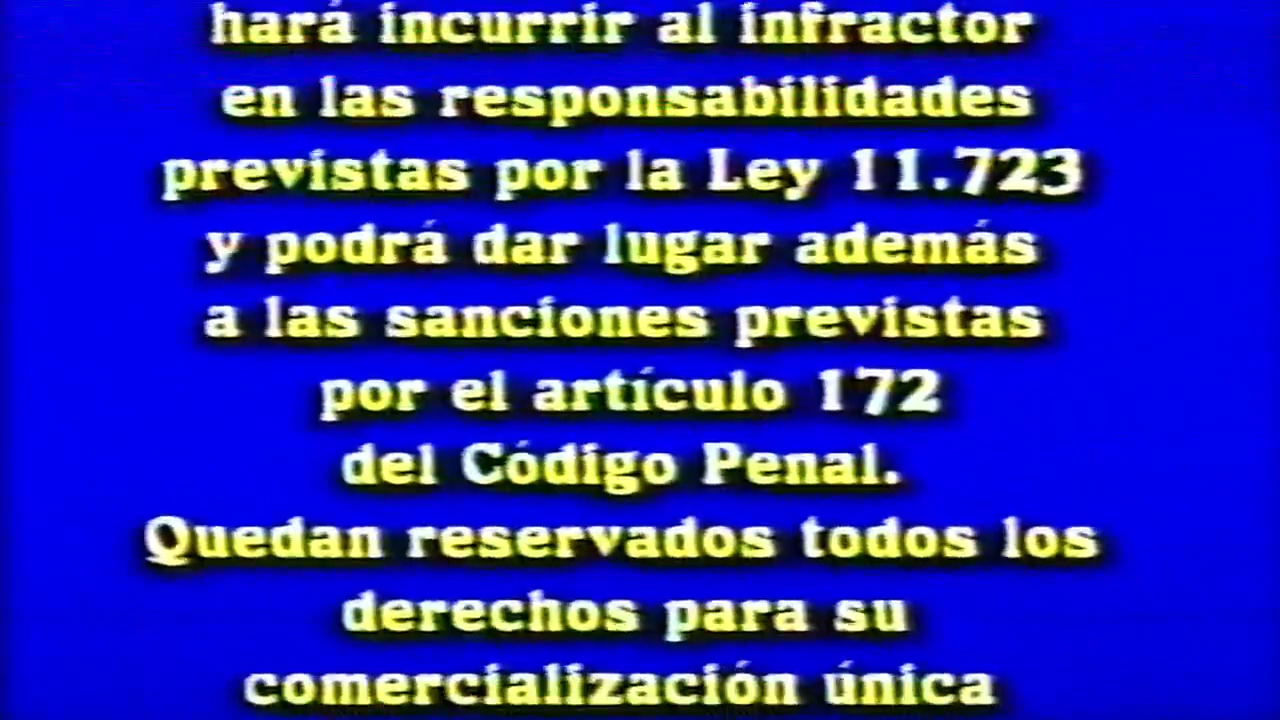 hará incurrir al infractor
en las responsabilidades
previstas por la Ley 11.723
y podrá dar lugar además
a las sanciones previstas
por el artículo 172
del Código Penal.
Quedan reservados todos los
derechos para su
comercialización única